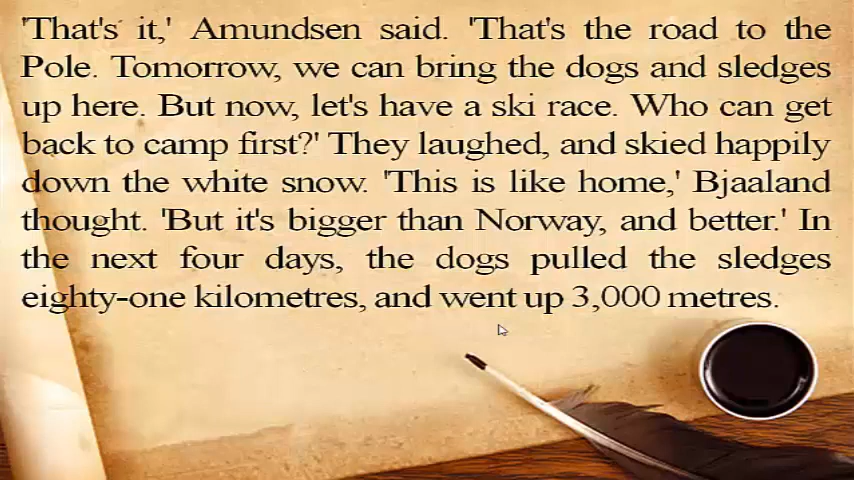 'That's it,' Amundsen said. 'That's the road to the
Pole. Tomorrow, we can bring the dogs and sledges
up here. But now, let's have a ski race. Who can get
back to camp first?' They laughed, and skied happily
down the white snow. 'This is like home,' Bjaaland
thought. 'But it's bigger than Norway, and better.' In
the next four days, the dogs pulled the sledges
eighty-one kilometres, and went up 3,000 metres.